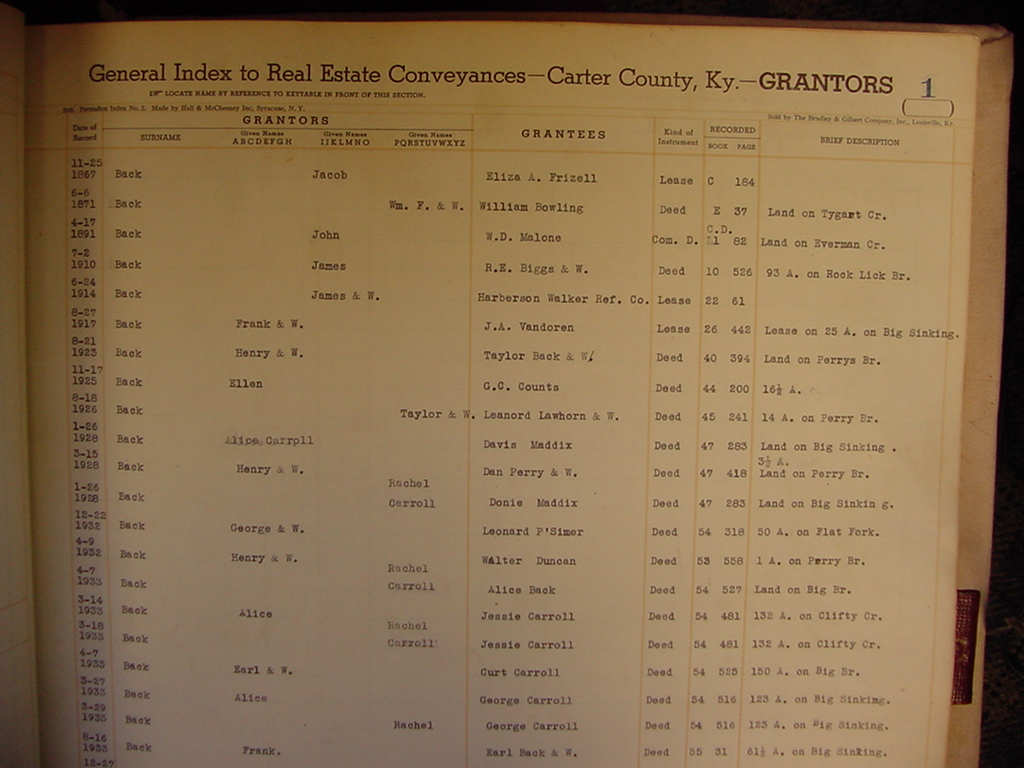 General Index to Real Estate Conveyances—Carter County, Ky.—GRANTORS 1
LOCATE NAME BY REFERENCE TO KEYTABLE IN FRONT OF THIS SECTION.
Index No. 2. Made by Hall & McChesney Inc, Syracuse, N. Y.
Sold by The Bradley & Gilbert Company, Inc., Louisville, Ky.
GRANTORS
Date of Record SURNAME Given Names ABCDEFGH Given Names IJKLMNO Given Names PQRSTUVWXYZ GRANTEES Kind of Instrument RECORDED BOOK PAGE BRIEF DESCRIPTION
11-25
1867 Back Jacob Eliza A. Frizell Lease C 184
6-6
1871 Back Wm. F. & W. William Bowling Deed E 37 Land on Tygart Cr.
4-17 C.D.
1891 Back John W.D. Malone Com. D. 82 Land on Everman Cr.
7-2
1910 Back James R.E. Biggs & W. Deed 10 526 93 A. on Rock Lick Br.
6-24
1914 Back James & W. Harberson Walker Ref. Co. Lease 22 61
8-27
1917 Back Frank & W. J.A. Vandoren Lease 26 442 Lease on 25 A. on Big Sinking.
8-21
1923 Back Henry & W. Taylor Back & W/ Deed 40 394 Land on Perrys Br.
11-17
1925 Back Ellen G.C. Counts Deed 44 200 16½ A.
8-18
1926 Back Taylor & W. Leanord Lawhorn & W. Deed 45 241 14 A. on Perry Br.
1-26
1928 Back Alice Carroll Davis Maddix Deed 47 283 Land on Big Sinking .
3-15 3½ A.
1928 Back Henry & W. Dan Perry & W. Deed 47 418 Land on Perry Br.
1-26 Rachel
1928 Back Carroll Donie Maddix Deed 47 283 Land on Big Sinkin g.
12-22
1932 Back George & W. Leonard P'Simer Deed 54 318 50 A. on Flat Fork.
4-9
1932 Back Henry & W. Walter Duncan Deed 53 558 1 A. on Perry Br.
4-7 Rachel
1933 Back Carroll Alice Back Deed 54 527 Land on Big Br.
3-14
1933 Back Alice Jessie Carroll Deed 54 481 132 A. on Clifty Cr.
3-18 Rachel
1933 Back Carroll Jessie Carroll Deed 54 481 132 A. on Clifty Cr.
4-7
1933 Back Earl & W. Curt Carroll Deed 54 525 150 A. on Big Br.
3-27
1933 Back Alice George Carroll Deed 54 516 123 A. on Big Sinking.
3-29
1933 Back Rachel George Carroll Deed 54 516 123 A. on Big Sinking.
8-16
1933 Back Frank. Earl Back & W. Deed 55 31 61½ A. on Big Sinking.
12-27